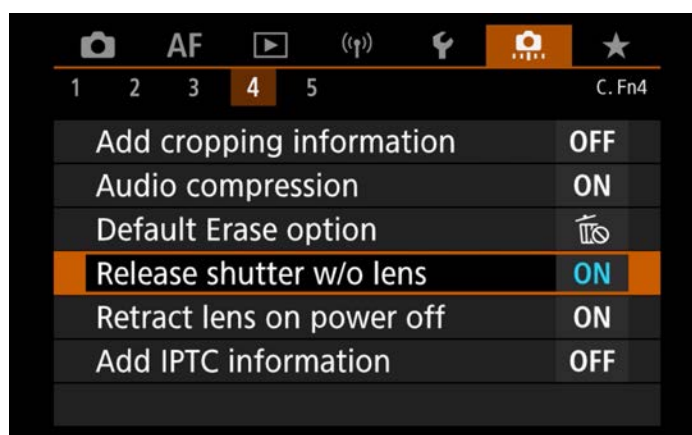 AF
1 2 3 4 5 C.Fn4
Add cropping information OFF
Audio compression ON
Default Erase option
Release shutter w/o lens ON
Retract lens on power off ON
Add IPTC information OFF